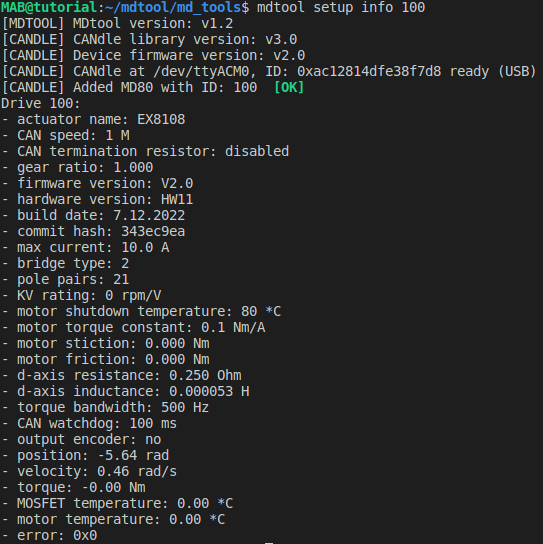 MAB@tutorial:~/mdtool/md_tools$ mdtool setup info 100
[MDTOOL] MDtool version: v1.2
[CANDLE] CANdle library version: v3.0
[CANDLE] Device firmware version: v2.0
[CANDLE] CANdle at /dev/ttyACM0, ID: 0xac12814dfe38f7d8 ready (USB)
[CANDLE] Added MD80 with ID: 100  [OK]
Drive 100:
- actuator name: EX8108
- CAN speed: 1 M
- CAN termination resistor: disabled
- gear ratio: 1.000
- firmware version: V2.0
- hardware version: HW11
- build date: 7.12.2022
- commit hash: 343ec9ea
- max current: 10.0 A
- bridge type: 2
- pole pairs: 21
- KV rating: 0 rpm/V
- motor shutdown temperature: 80 *C
- motor torque constant: 0.1 Nm/A
- motor stiction: 0.000 Nm
- motor friction: 0.000 Nm
- d-axis resistance: 0.250 Ohm
- d-axis inductance: 0.000053 H
- torque bandwidth: 500 Hz
- CAN watchdog: 100 ms
- output encoder: no
- position: -5.64 rad
- velocity: 0.46 rad/s
- torque: -0.00 Nm
- MOSFET temperature: 0.00 *C
- motor temperature: 0.00 *C
- error: 0x0